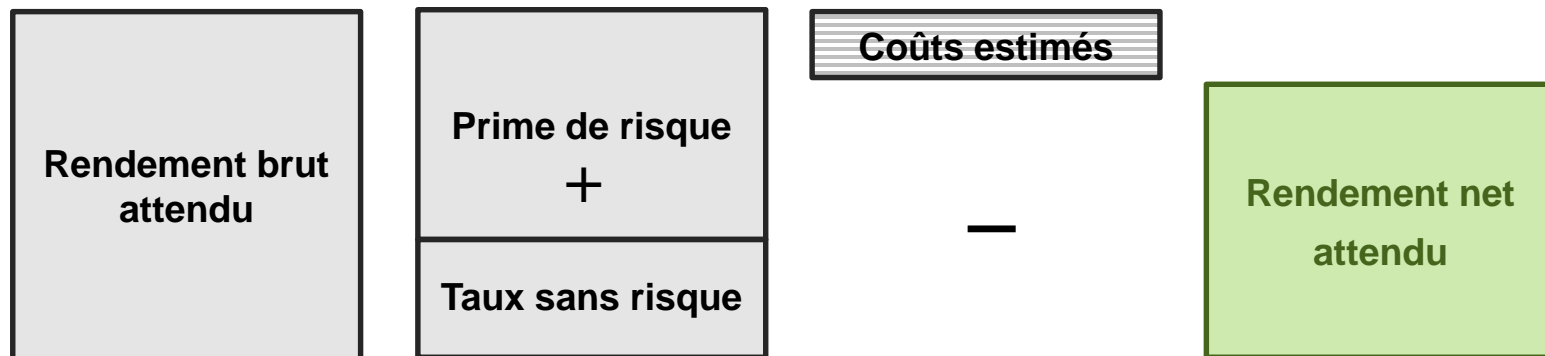 Rendement brut
attendu
Prime de risque
+
Taux sans risque
Coûts estimés
–
Rendement net
attendu